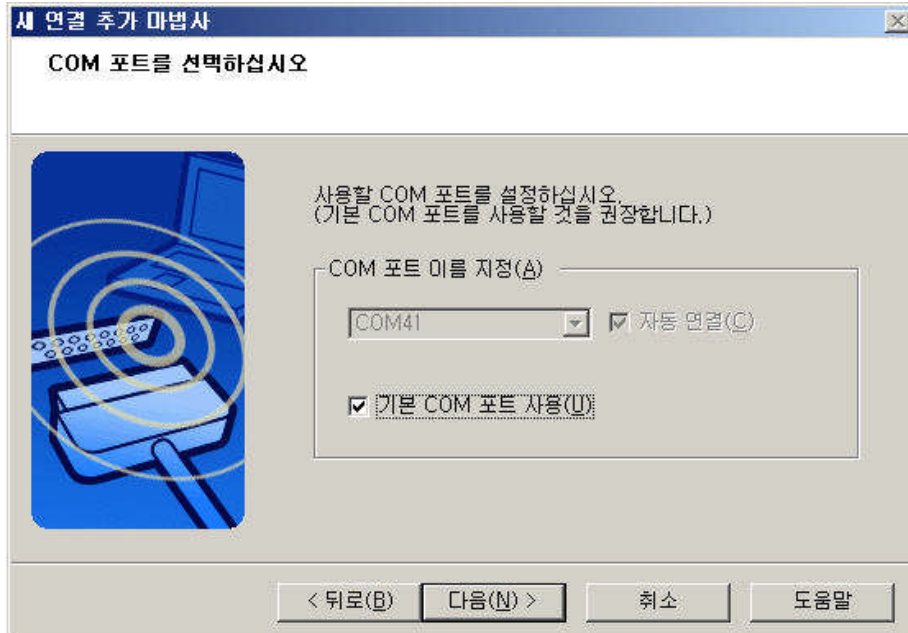 새 연결 추가 마법사
COM 포트를 선택하십시오
사용할 COM 포트를 설정하십시오.
(기본 COM 포트를 사용할 것을 권장합니다.)
COM 포트 이름 지정(A)
COM41
자동 연결(C)
기본 COM 포트 사용(U)
< 뒤로(B)
다음(N) >
취소
도움말